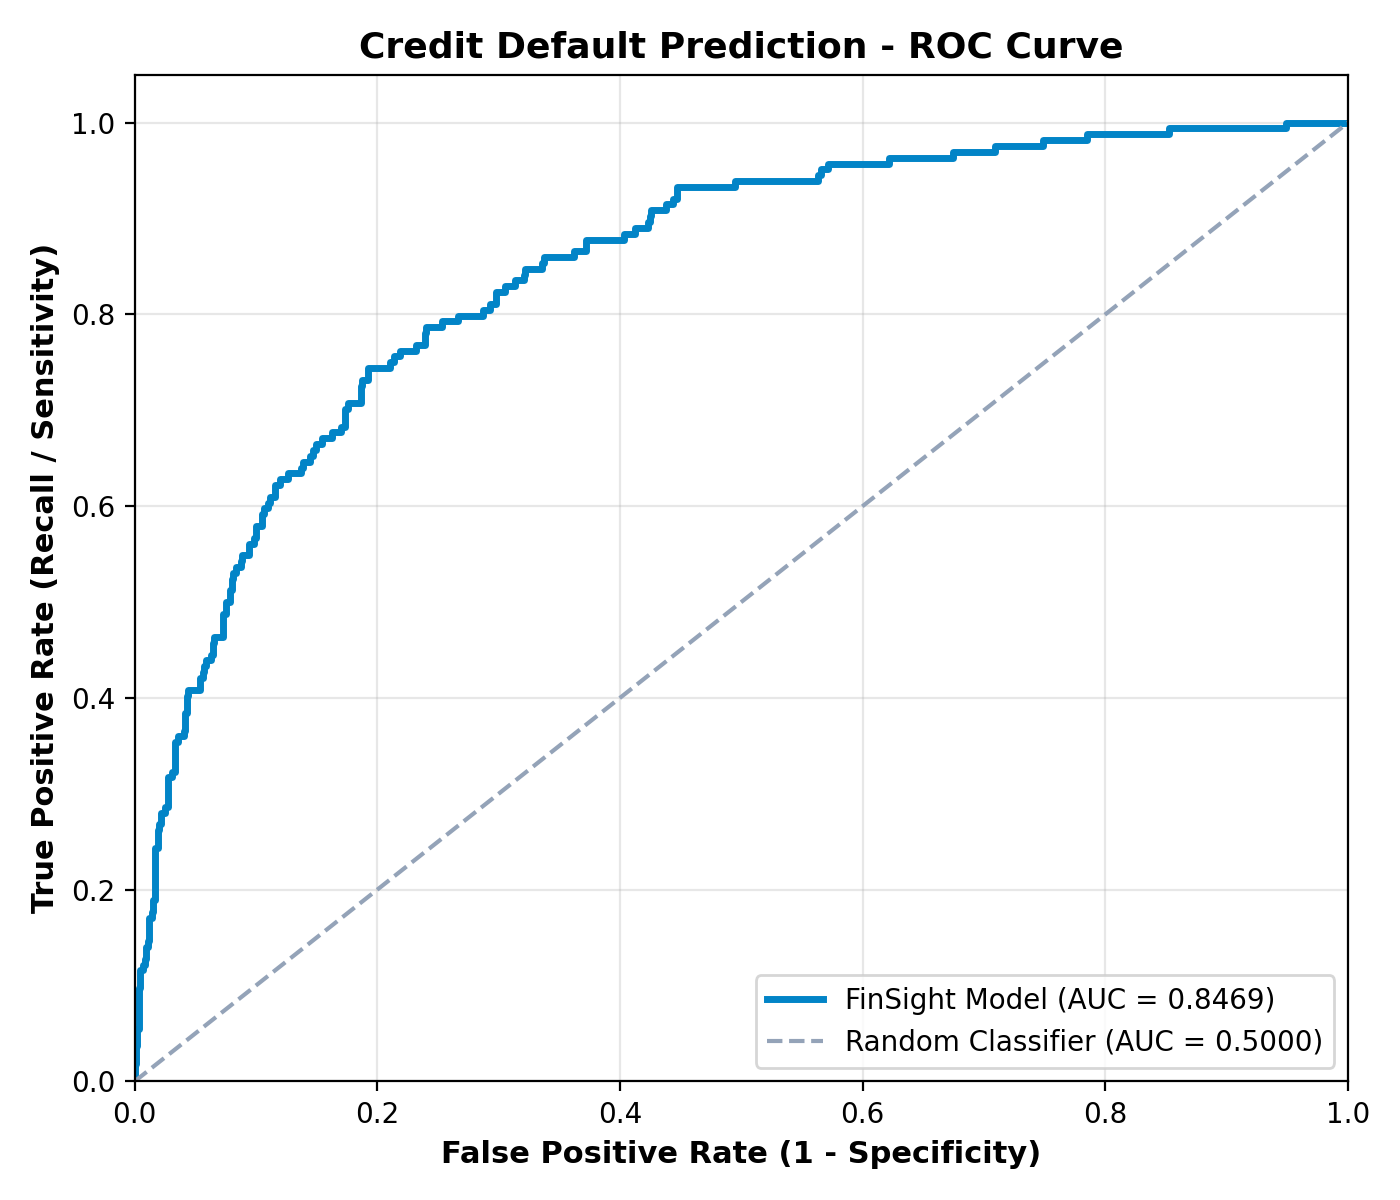 Credit Default Prediction - ROC Curve
True Positive Rate (Recall / Sensitivity)
1.0
0.8
0.6
0.4
0.2
0.0
0.0 0.2 0.4 0.6 0.8 1.0
False Positive Rate (1 - Specificity)
FinSight Model (AUC = 0.8469)
Random Classifier (AUC = 0.5000)